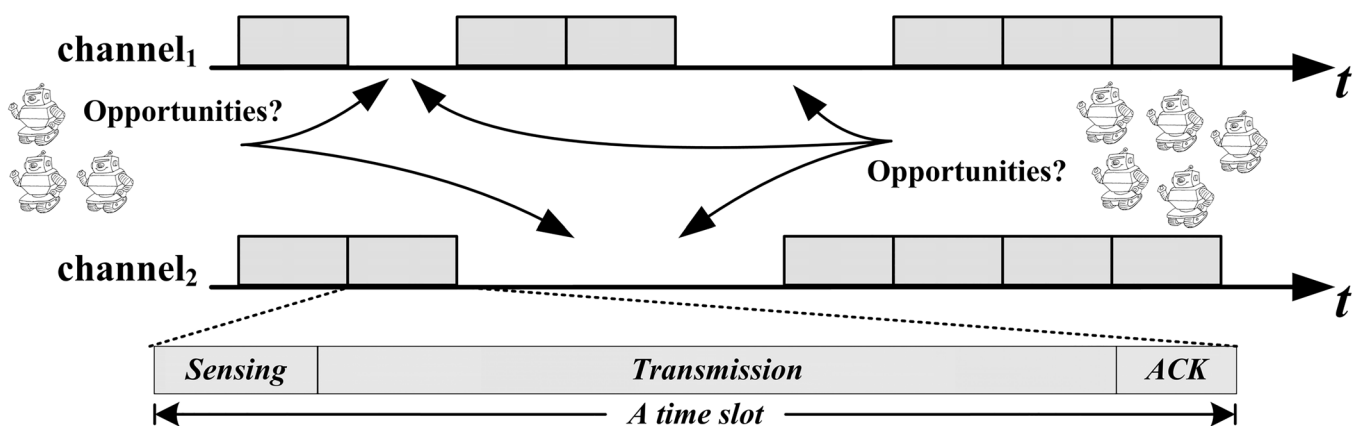 channel₁
t
Opportunities?
Opportunities?
channel₂
t
Sensing Transmission ACK
A time slot